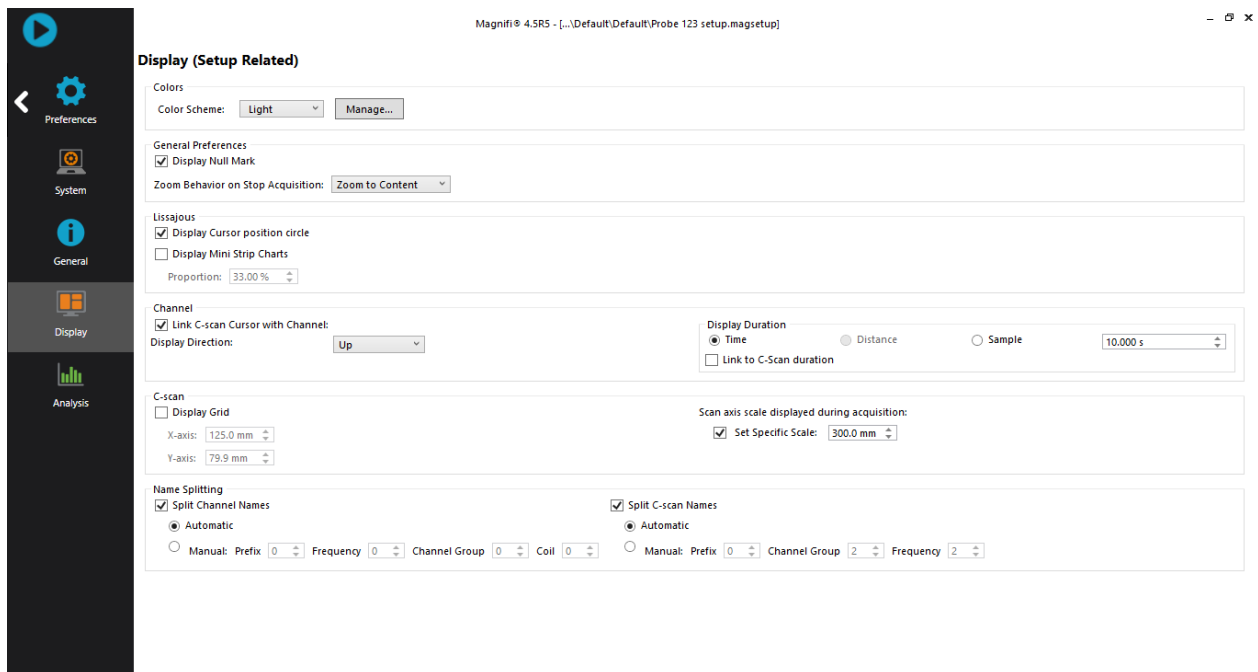 Magnifi® 4.5R5 - [...\Default\Default\Probe 123 setup.magsetup]
Display (Setup Related)
Preferences
System
General
Display
Analysis
Colors
Color Scheme: Light Manage...
General Preferences
Display Null Mark
Zoom Behavior on Stop Acquisition: Zoom to Content
Lissajous
Display Cursor position circle
Display Mini Strip Charts
Proportion: 33.00 %
Channel
Link C-scan Cursor with Channel:
Display Direction: Up
Display Duration
Time Distance Sample 10.000 s
Link to C-Scan duration
C-scan
Display Grid
X-axis: 125.0 mm
Y-axis: 79.9 mm
Scan axis scale displayed during acquisition:
Set Specific Scale: 300.0 mm
Name Splitting
Split Channel Names
Automatic
Manual: Prefix 0 Frequency 0 Channel Group 0 Coil 0
Split C-scan Names
Automatic
Manual: Prefix 0 Channel Group 2 Frequency 2